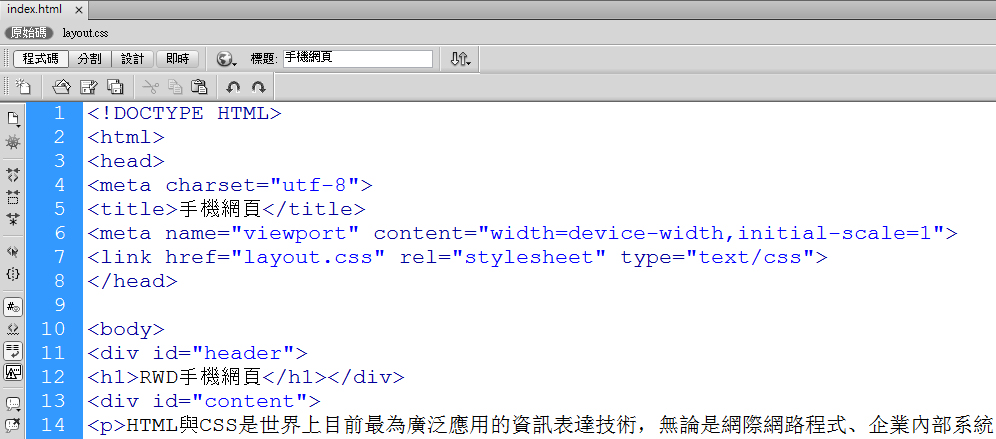 index.html ×
原始碼 layout.css
程式碼 分割 設計 即時 標題: 手機網頁
1 <!DOCTYPE HTML>
2 <html>
3 <head>
4 <meta charset="utf-8">
5 <title>手機網頁</title>
6 <meta name="viewport" content="width=device-width,initial-scale=1">
7 <link href="layout.css" rel="stylesheet" type="text/css">
8 </head>
9
10 <body>
11 <div id="header">
12 <h1>RWD手機網頁</h1></div>
13 <div id="content">
14 <p>HTML與CSS是世界上目前最為廣泛應用的資訊表達技術，無論是網際網路程式、企業內部系統